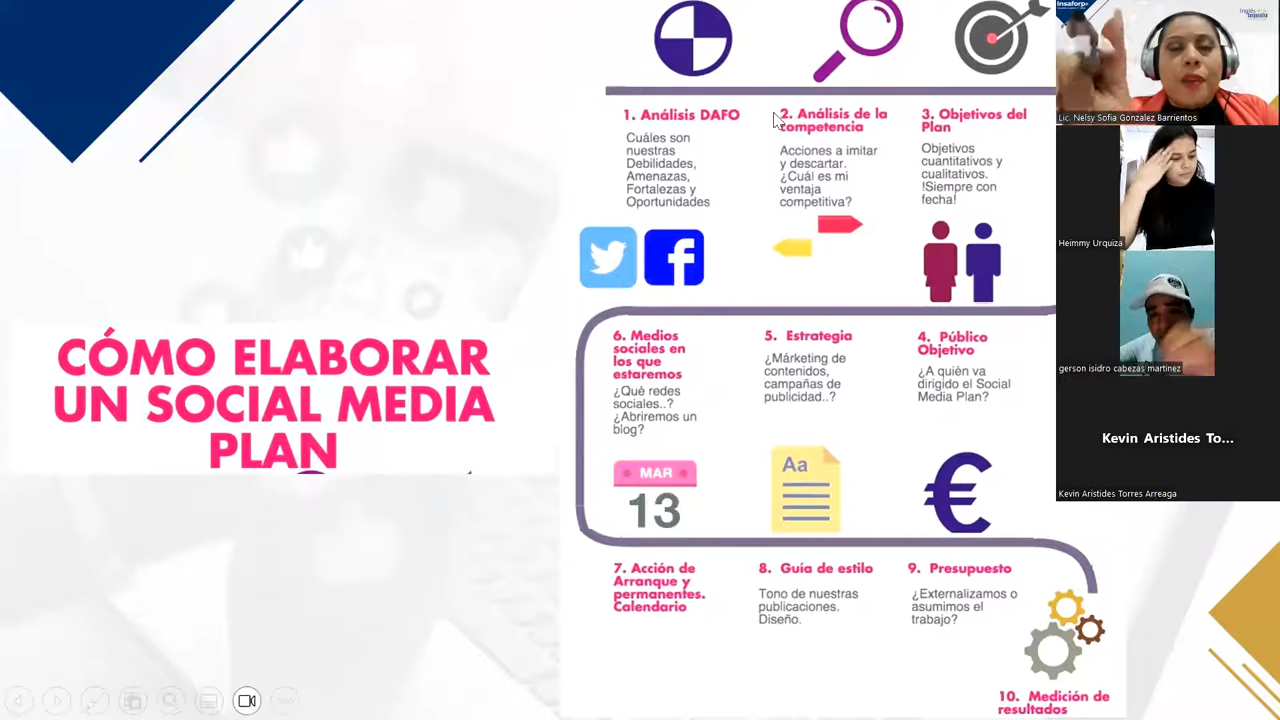 CÓMO ELABORAR
UN SOCIAL MEDIA
PLAN
1. Análisis DAFO
Cuáles son
nuestras
Debilidades,
Amenazas,
Fortalezas y
Oportunidades
2. Análisis de la
competencia
Acciones a imitar
y descartar.
¿Cuál es mi
ventaja
competitiva?
3. Objetivos del
Plan
Objetivos
cuantitativos y
cualitativos.
!Siempre con
fecha!
6. Medios
sociales en
los que
estaremos
¿Qué redes
sociales..?
¿Abriremos un
blog?
5. Estrategia
¿Márketing de
contenidos,
campañas de
publicidad..?
4. Público
Objetivo
¿A quién va
dirigido el Social
Media Plan?
MAR
13
Aa
€
7. Acción de
Arranque y
permanentes.
Calendario
8. Guía de estilo
Tono de nuestras
publicaciones.
Diseño.
9. Presupuesto
¿Externalizamos o
asumimos el
trabajo?
10. Medición de
resultados
Insaforp
Inglés
Lic. Nelsy Sofia Gonzalez Barrientos
Heimmy Urquiza
gerson isidro cabezas martinez
Kevin Aristides To...
Kevin Aristides Torres Arreaga